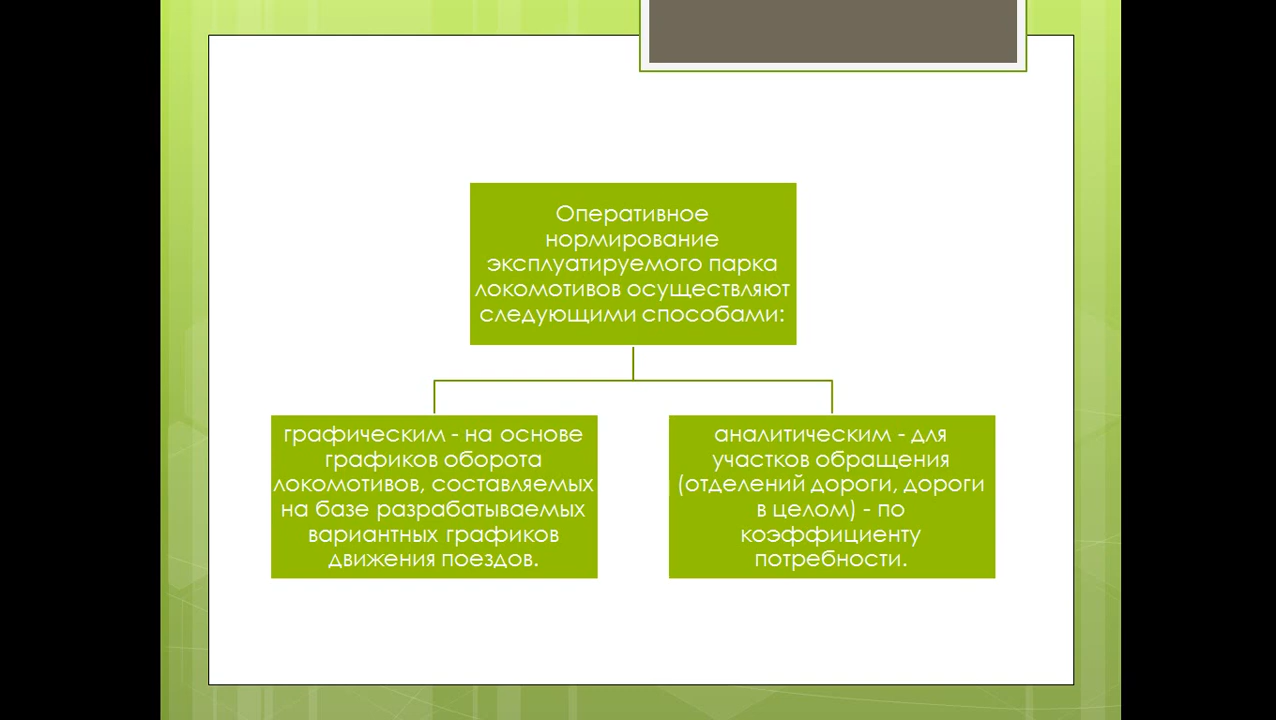 Оперативное
нормирование
эксплуатируемого парка
локомотивов осуществляют
следующими способами:
графическим - на основе
графиков оборота
локомотивов, составляемых
на базе разрабатываемых
вариантных графиков
движения поездов.
аналитическим - для
участков обращения
(отделений дороги, дороги
в целом) - по
коэффициенту
потребности.